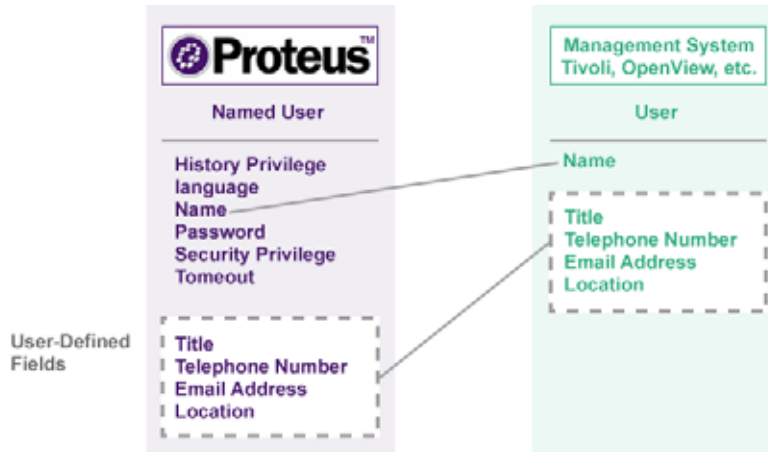 Proteus™
Named User
History Privilege
language
Name
Password
Security Privilege
Tomeout
User-Defined
Fields
Title
Telephone Number
Email Address
Location
Management System
Tivoli, OpenView, etc.
User
Name
Title
Telephone Number
Email Address
Location